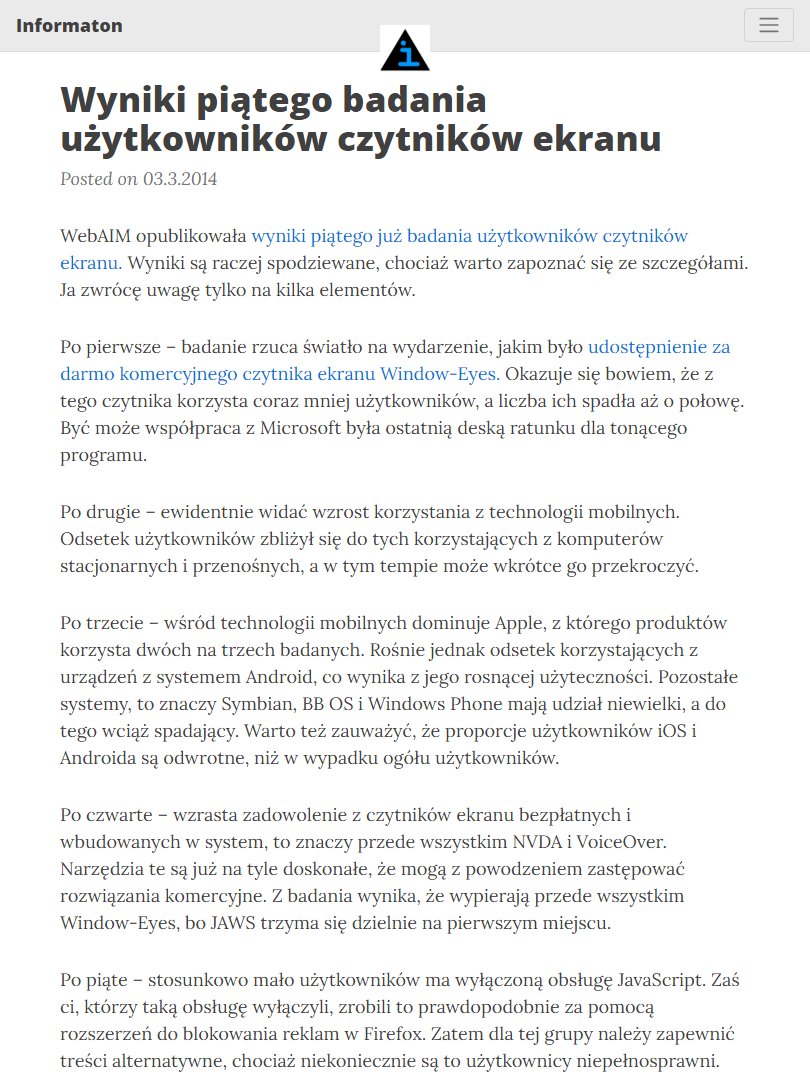 Informaton
Wyniki piątego badania
użytkowników czytników ekranu
Posted on 03.3.2014
WebAIM opublikowała wyniki piątego już badania użytkowników czytników
ekranu. Wyniki są raczej spodziewane, chociaż warto zapoznać się ze szczegółami.
Ja zwrócę uwagę tylko na kilka elementów.
Po pierwsze – badanie rzuca światło na wydarzenie, jakim było udostępnienie za
darmo komercyjnego czytnika ekranu Window-Eyes. Okazuje się bowiem, że z
tego czytnika korzysta coraz mniej użytkowników, a liczba ich spadła aż o połowę.
Być może współpraca z Microsoft była ostatnią deską ratunku dla tonącego
programu.
Po drugie – ewidentnie widać wzrost korzystania z technologii mobilnych.
Odsetek użytkowników zbliżył się do tych korzystających z komputerów
stacjonarnych i przenośnych, a w tym tempie może wkrótce go przekroczyć.
Po trzecie – wśród technologii mobilnych dominuje Apple, z którego produktów
korzysta dwóch na trzech badanych. Rośnie jednak odsetek korzystających z
urządzeń z systemem Android, co wynika z jego rosnącej użyteczności. Pozostałe
systemy, to znaczy Symbian, BB OS i Windows Phone mają udział niewielki, a do
tego wciąż spadający. Warto też zauważyć, że proporcje użytkowników iOS i
Androida są odwrotne, niż w wypadku ogółu użytkowników.
Po czwarte – wzrasta zadowolenie z czytników ekranu bezpłatnych i
wbudowanych w system, to znaczy przede wszystkim NVDA i VoiceOver.
Narzędzia te są już na tyle doskonałe, że mogą z powodzeniem zastępować
rozwiązania komercyjne. Z badania wynika, że wypierają przede wszystkim
Window-Eyes, bo JAWS trzyma się dzielnie na pierwszym miejscu.
Po piąte – stosunkowo mało użytkowników ma wyłączoną obsługę JavaScript. Zaś
ci, którzy taką obsługę wyłączyli, zrobili to prawdopodobnie za pomocą
rozszerzeń do blokowania reklam w Firefox. Zatem dla tej grupy należy zapewnić
treści alternatywne, chociaż niekoniecznie są to użytkownicy niepełnosprawni.